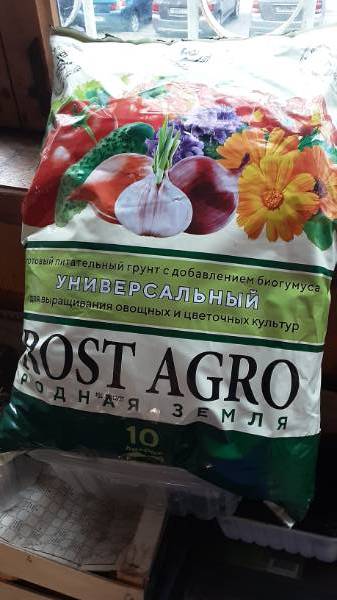 готовый питательный грунт с добавлением биогумуса
УНИВЕРСАЛЬНЫЙ
для выращивания овощных и цветочных культур
ROST AGRO
РОДНАЯ ЗЕМЛЯ
10